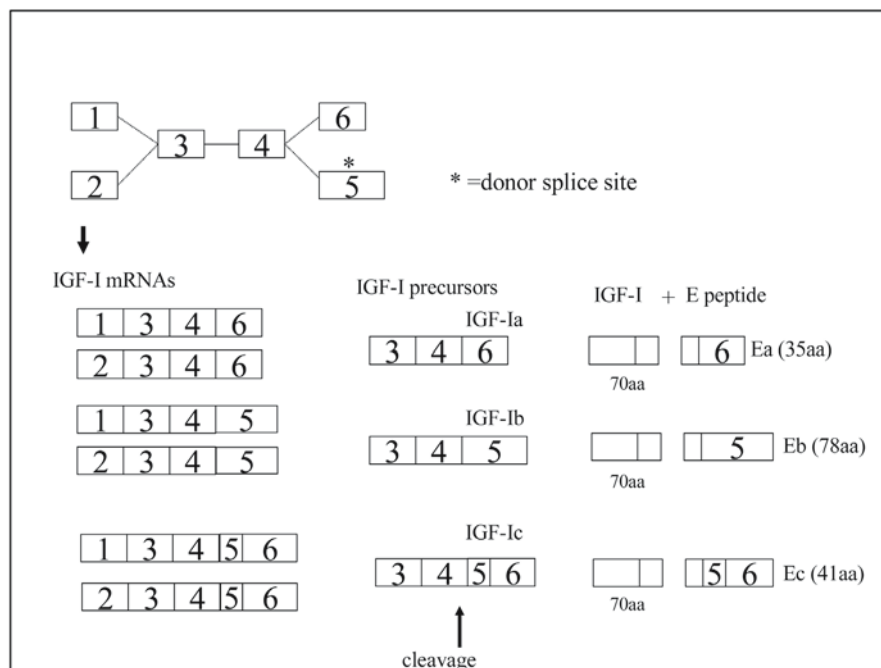 1 6
3 4
*
2 5
* =donor splice site
IGF-I mRNAs
IGF-I precursors
IGF-I + E peptide
IGF-Ia
1 3 4 6
3 4 6
6 Ea (35aa)
2 3 4 6
70aa
IGF-Ib
1 3 4 5
3 4 5
5 Eb (78aa)
2 3 4 5
70aa
IGF-Ic
1 3 4 5 6
3 4 5 6
5 6 Ec (41aa)
2 3 4 5 6
70aa
cleavage